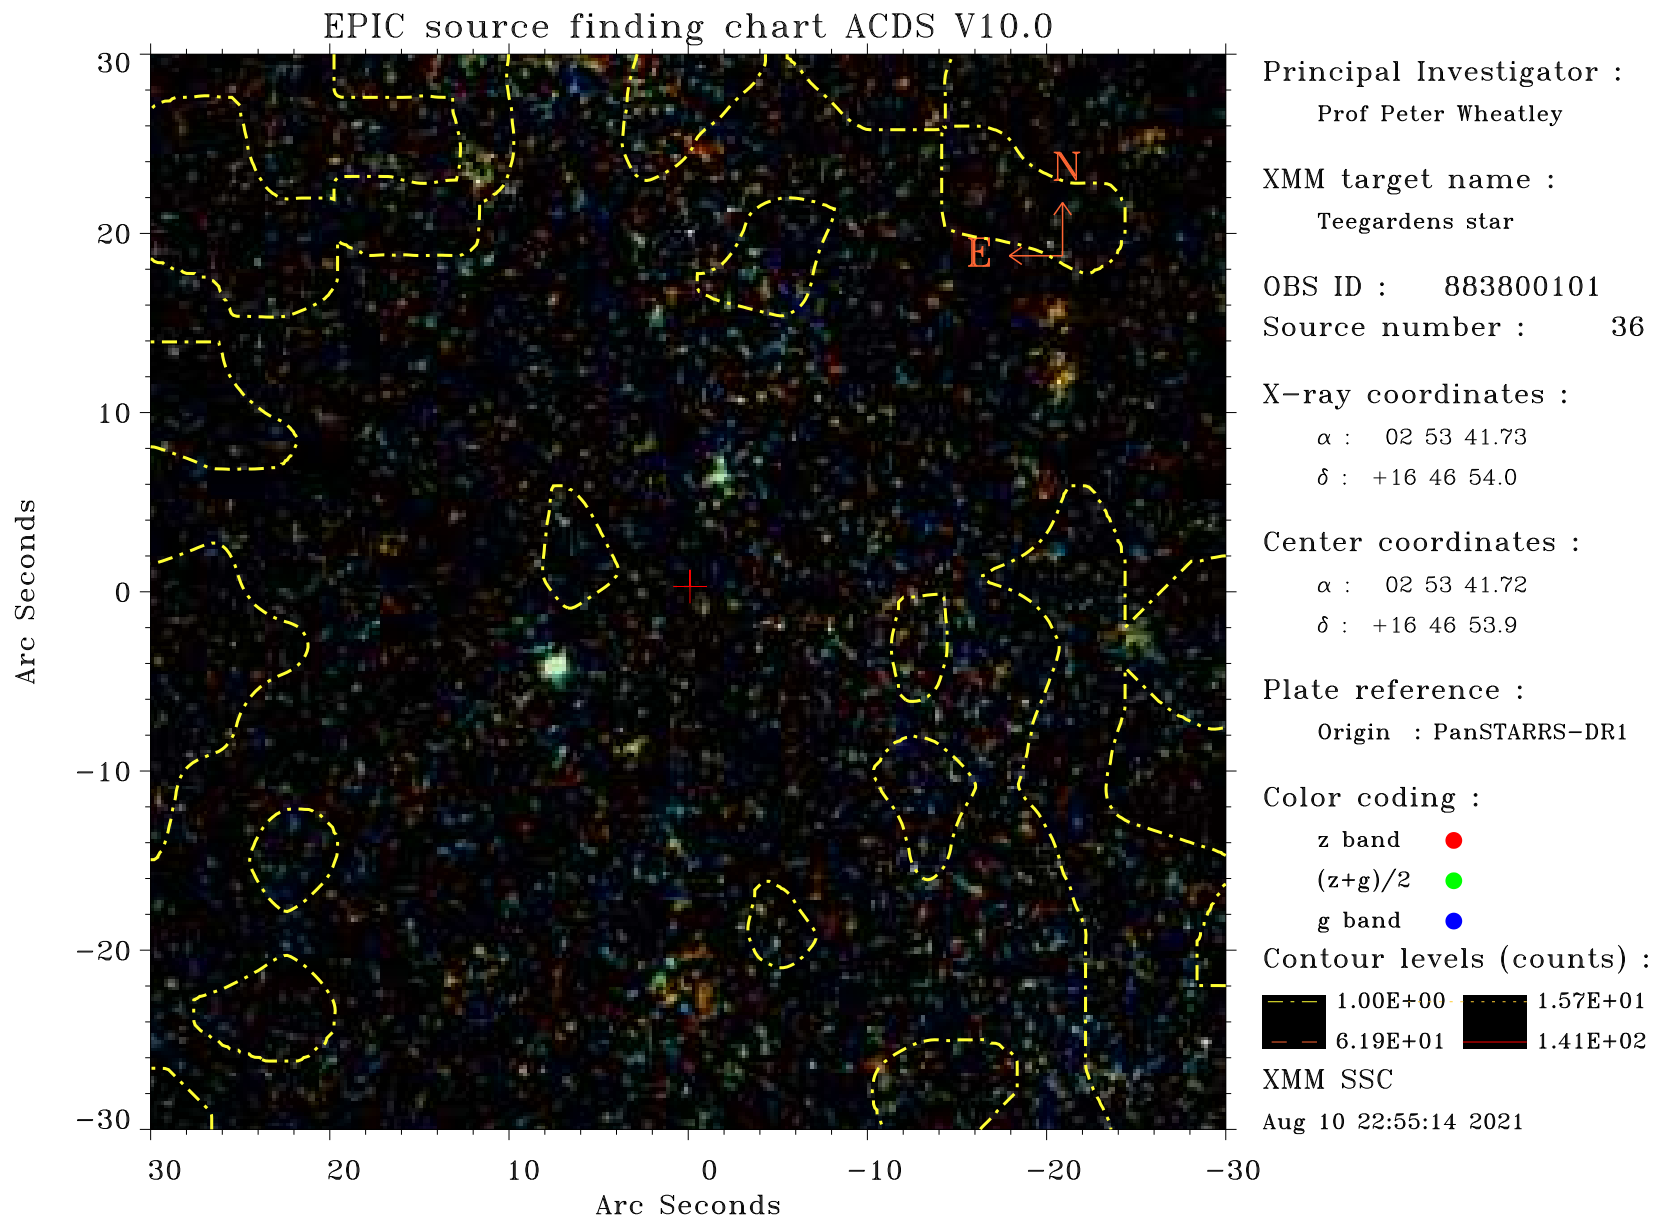 EPIC source finding chart ACDS V10.0
30
20
10
0
−10
−20
−30
Arc Seconds
N
E
30 20 10 0 −10 −20 −30
Arc Seconds
Principal Investigator :
Prof Peter Wheatley
XMM target name :
Teegardens star
OBS ID : 883800101
Source number : 36
X−ray coordinates :
α : 02 53 41.73
δ : +16 46 54.0
Center coordinates :
α : 02 53 41.72
δ : +16 46 53.9
Plate reference :
Origin : PanSTARRS−DR1
Color coding :
z band
(z+g)/2
g band
Contour levels (counts) :
1.00E+00 1.57E+01
6.19E+01 1.41E+02
XMM SSC
Aug 10 22:55:14 2021